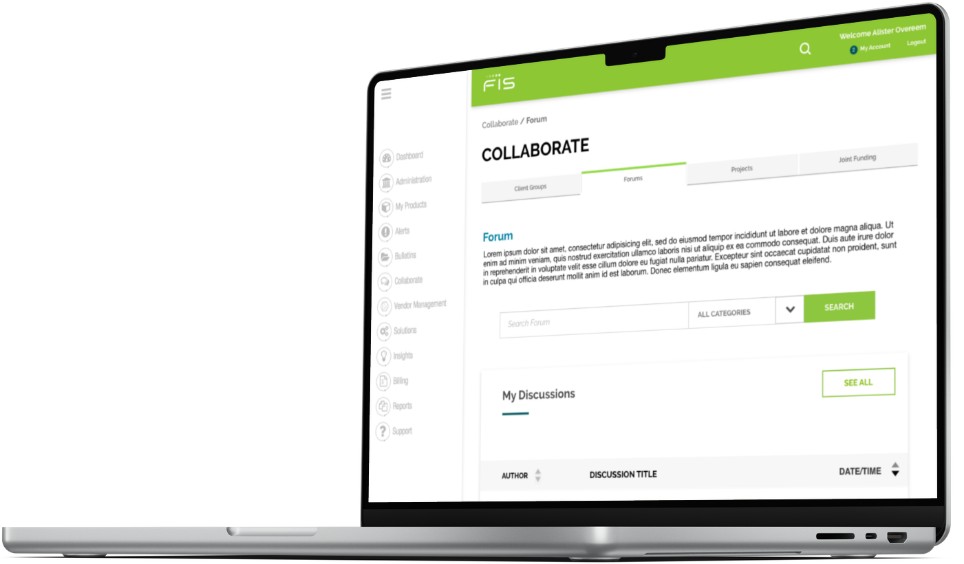 Welcome Allister Overeem
My Account
Logout
FIS
Collaborate / Forum
COLLABORATE
Client Groups
Forums
Projects
Joint Funding
Dashboard
Administration
My Products
Alerts
Bulletins
Collaborate
Vendor Management
Solutions
Insights
Billing
Reports
Support
Forum
Lorem ipsum dolor sit amet, consectetur adipisicing elit, sed do eiusmod tempor incididunt ut labore et dolore magna aliqua. Ut
enim ad minim veniam, quis nostrud exercitation ullamco laboris nisi ut aliquip ex ea commodo consequat. Duis aute irure dolor
in reprehenderit in voluptate velit esse cillum dolore eu fugiat nulla pariatur. Excepteur sint occaecat cupidatat non proident, sunt
in culpa qui officia deserunt mollit anim id est laborum. Donec elementum ligula eu sapien consequat eleifend.
Search Forum
ALL CATEGORIES
SEARCH
My Discussions
SEE ALL
AUTHOR
DISCUSSION TITLE
DATE/TIME